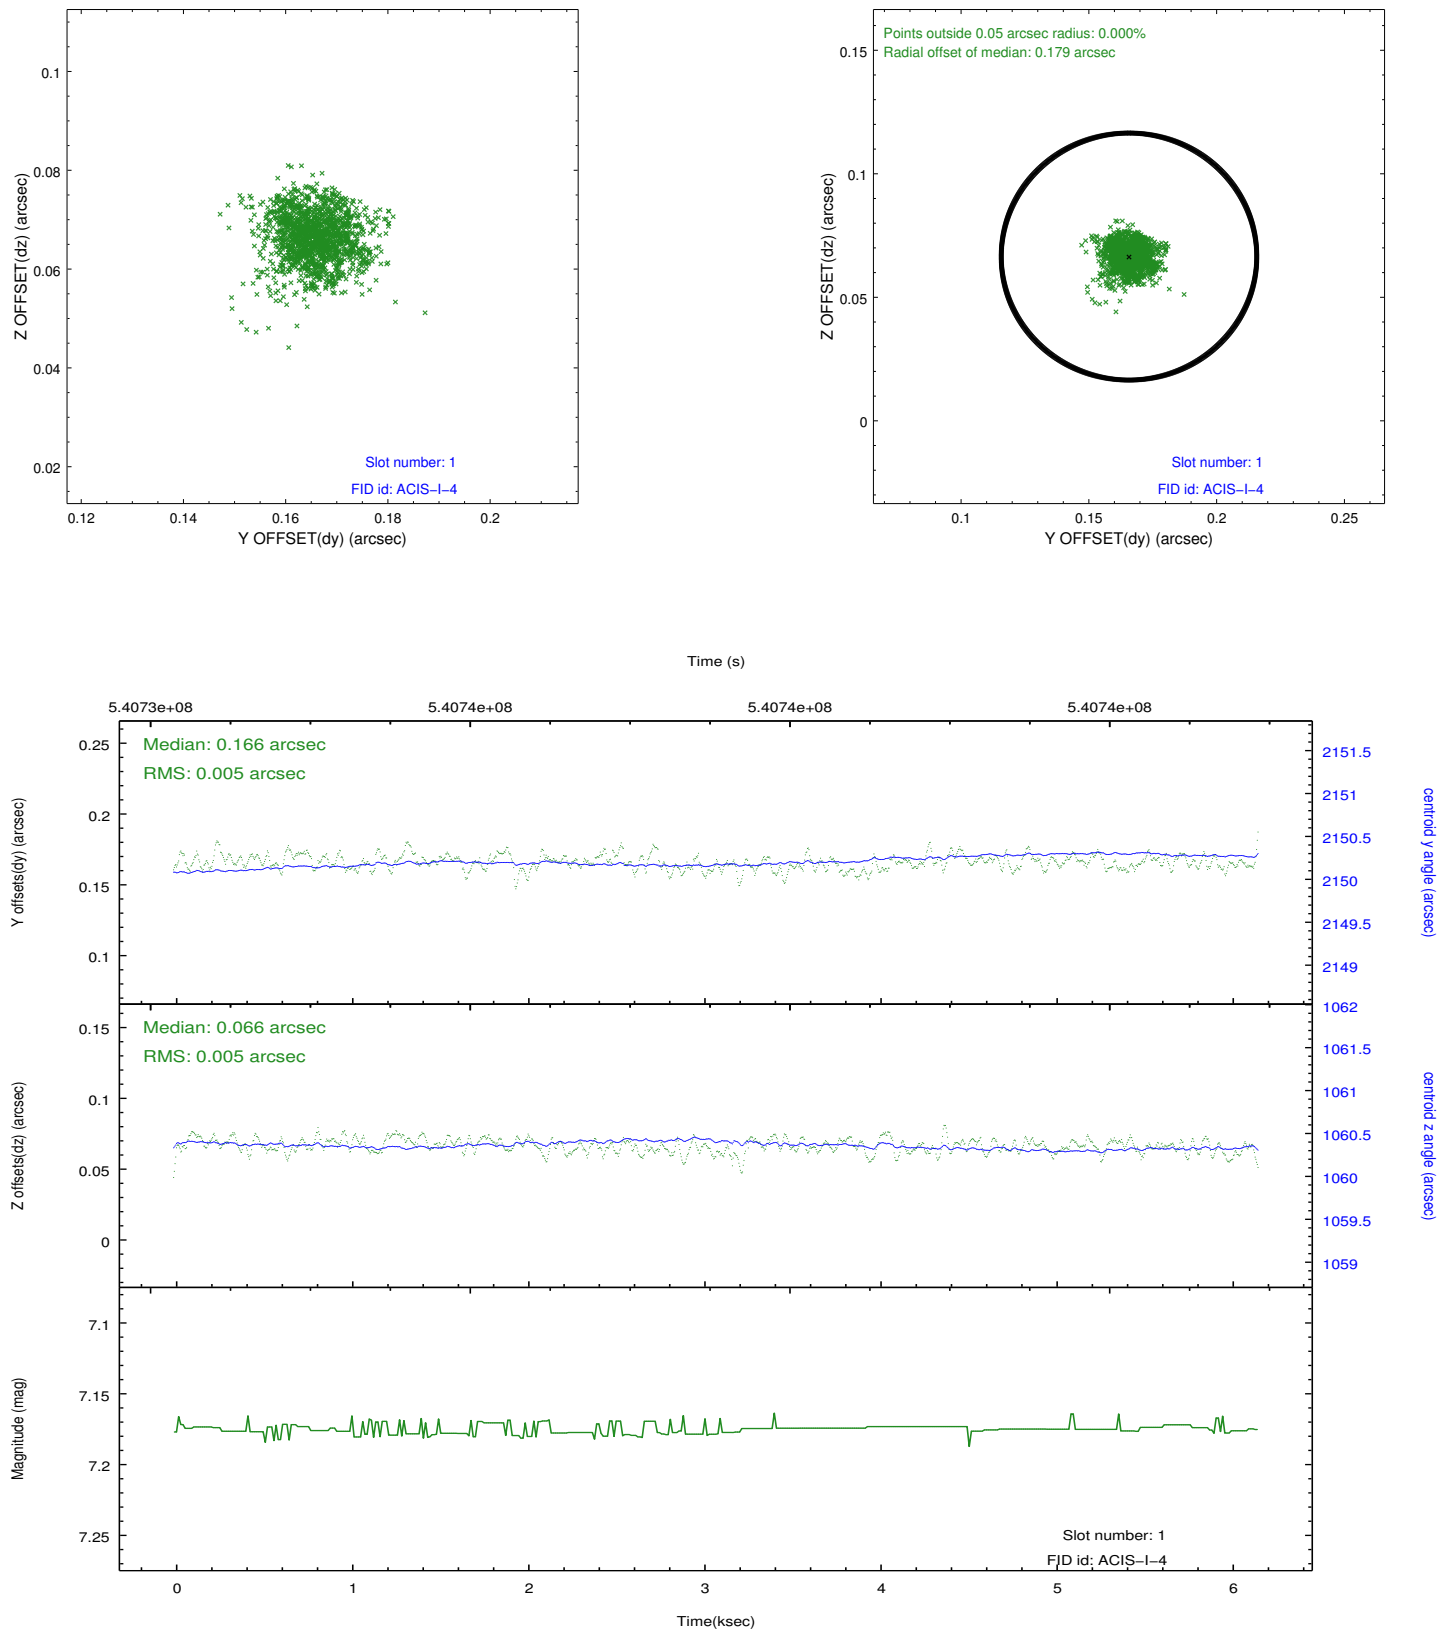 0.1
0.08
0.06
0.04
0.02
Z OFFSET(dz) (arcsec)
Slot number: 1
FID id: ACIS−I−4
0.12 0.14 0.16 0.18 0.2
Y OFFSET(dy) (arcsec)
Points outside 0.05 arcsec radius: 0.000%
Radial offset of median: 0.179 arcsec
0.15
0.1
0.05
0
Z OFFSET(dz) (arcsec)
Slot number: 1
FID id: ACIS−I−4
0.1 0.15 0.2 0.25
Y OFFSET(dy) (arcsec)
Time (s)
5.4073e+08 5.4074e+08 5.4074e+08 5.4074e+08
Median: 0.166 arcsec
RMS: 0.005 arcsec
0.25
0.2
0.15
0.1
Y offsets(dy) (arcsec)
2151.5
2151
2150.5
2150
2149.5
2149
centroid y angle (arcsec)
Median: 0.066 arcsec
RMS: 0.005 arcsec
0.15
0.1
0.05
0
Z offsets(dz) (arcsec)
1062
1061.5
1061
1060.5
1060
1059.5
1059
centroid z angle (arcsec)
7.1
7.15
7.2
7.25
Magnitude (mag)
Slot number: 1
FID id: ACIS−I−4
0 1 2 3 4 5 6
Time(ksec)